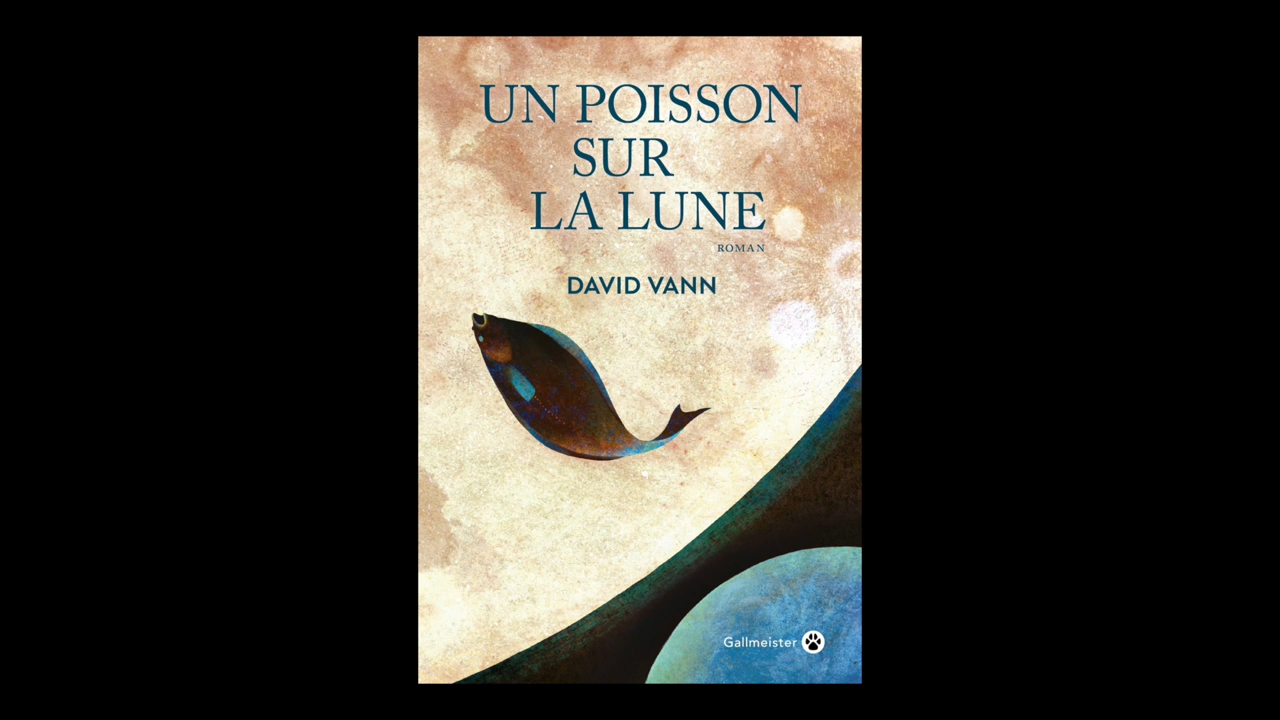 UN POISSON
SUR
LA LUNE
ROMAN
DAVID VANN
Gallmeister